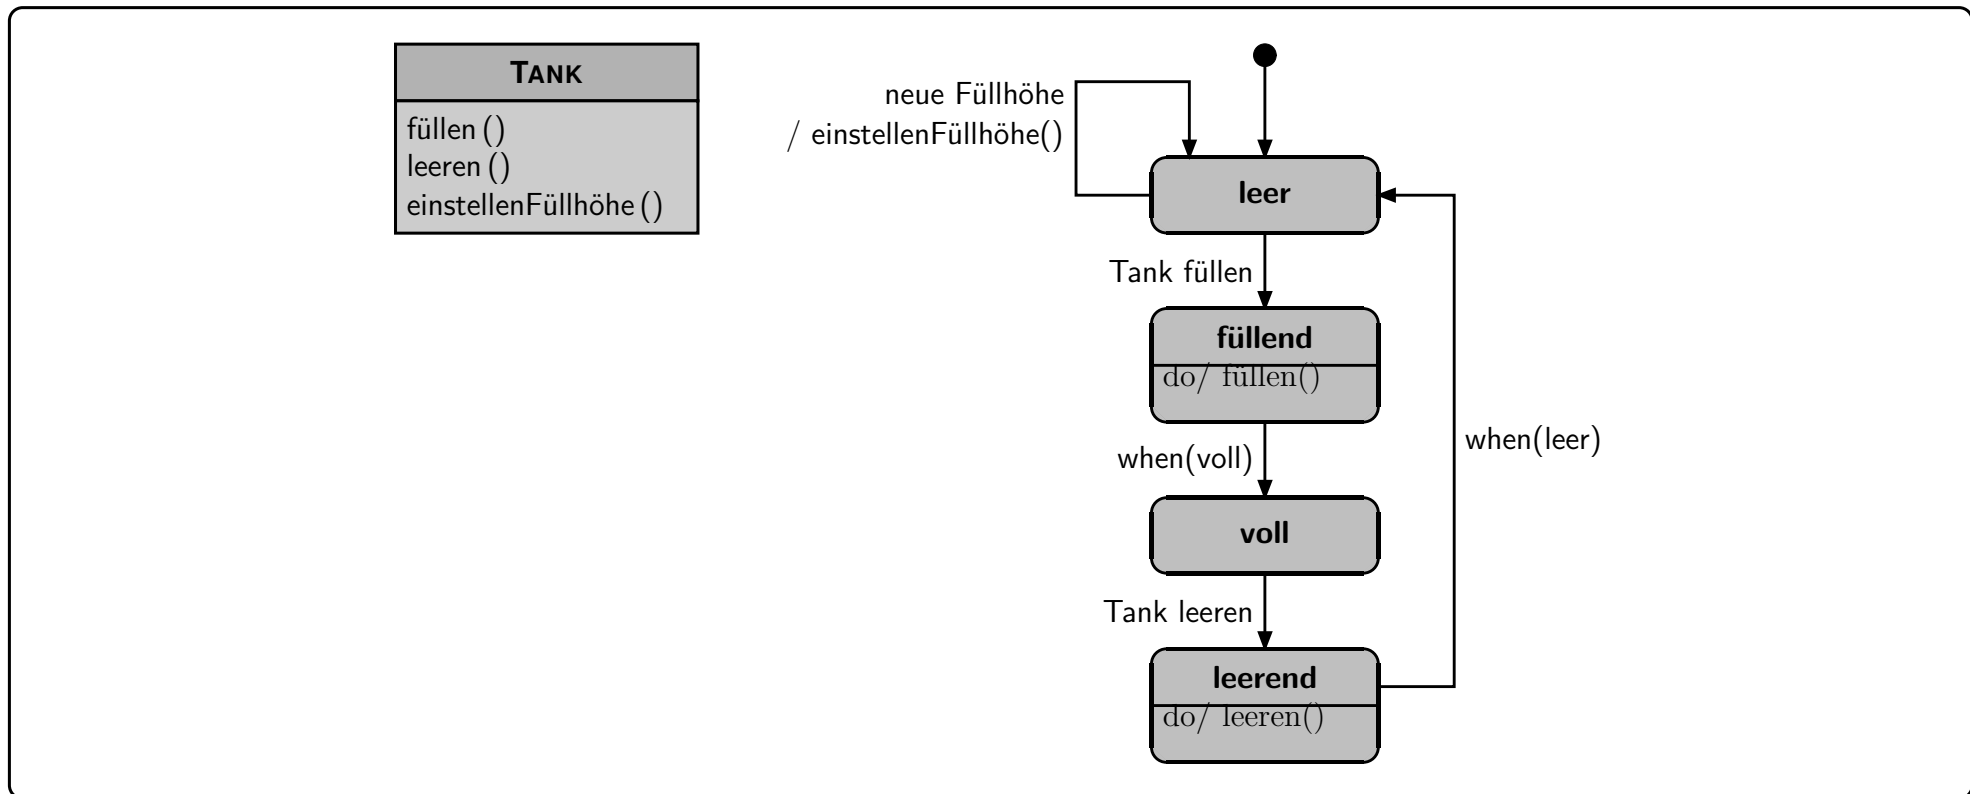 TANK
füllen ()
leeren ()
einstellenFüllhöhe ()
neue Füllhöhe
/ einstellenFüllhöhe()
leer
Tank füllen
füllend
do/ füllen()
when(voll)
when(leer)
voll
Tank leeren
leerend
do/ leeren()